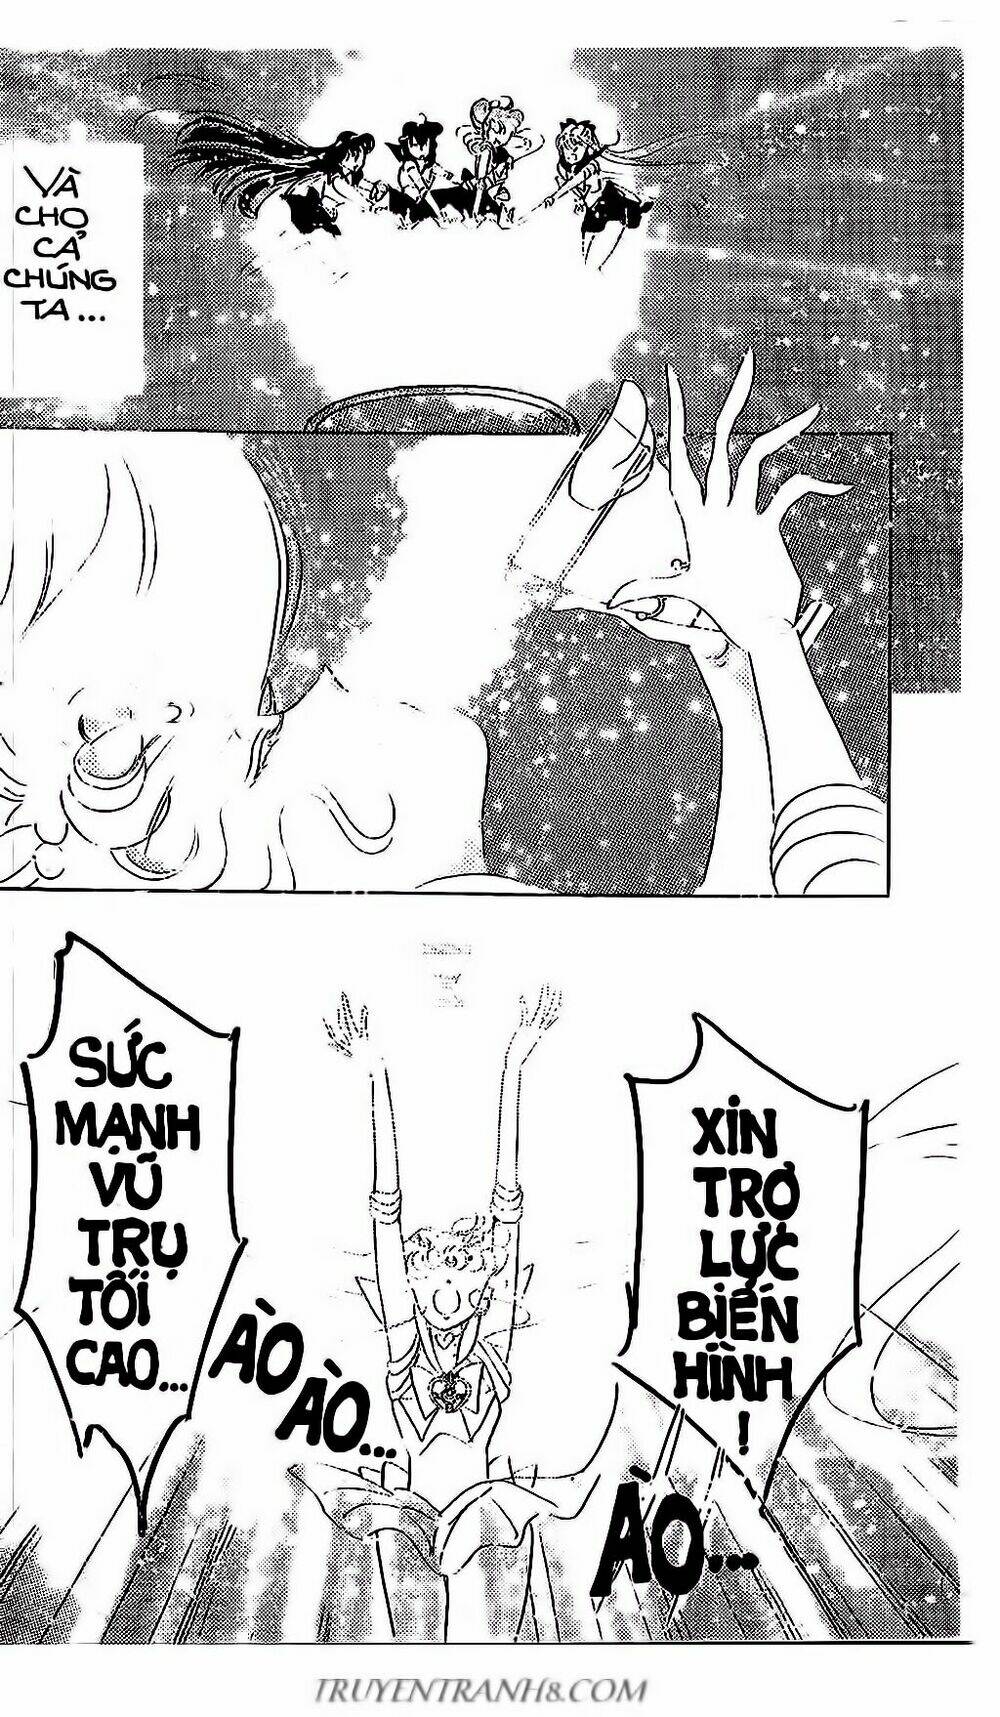 VÀ
CHO
CẢ
CHÚNG
TA...
SỨC
MẠNH
VŨ
TRỤ
TỐI
CAO...
XIN
TRỢ
LỰC
BIẾN
HÌNH
!
ÀO
ÀO...
ÀO...
TRUYENTRANH8.COM